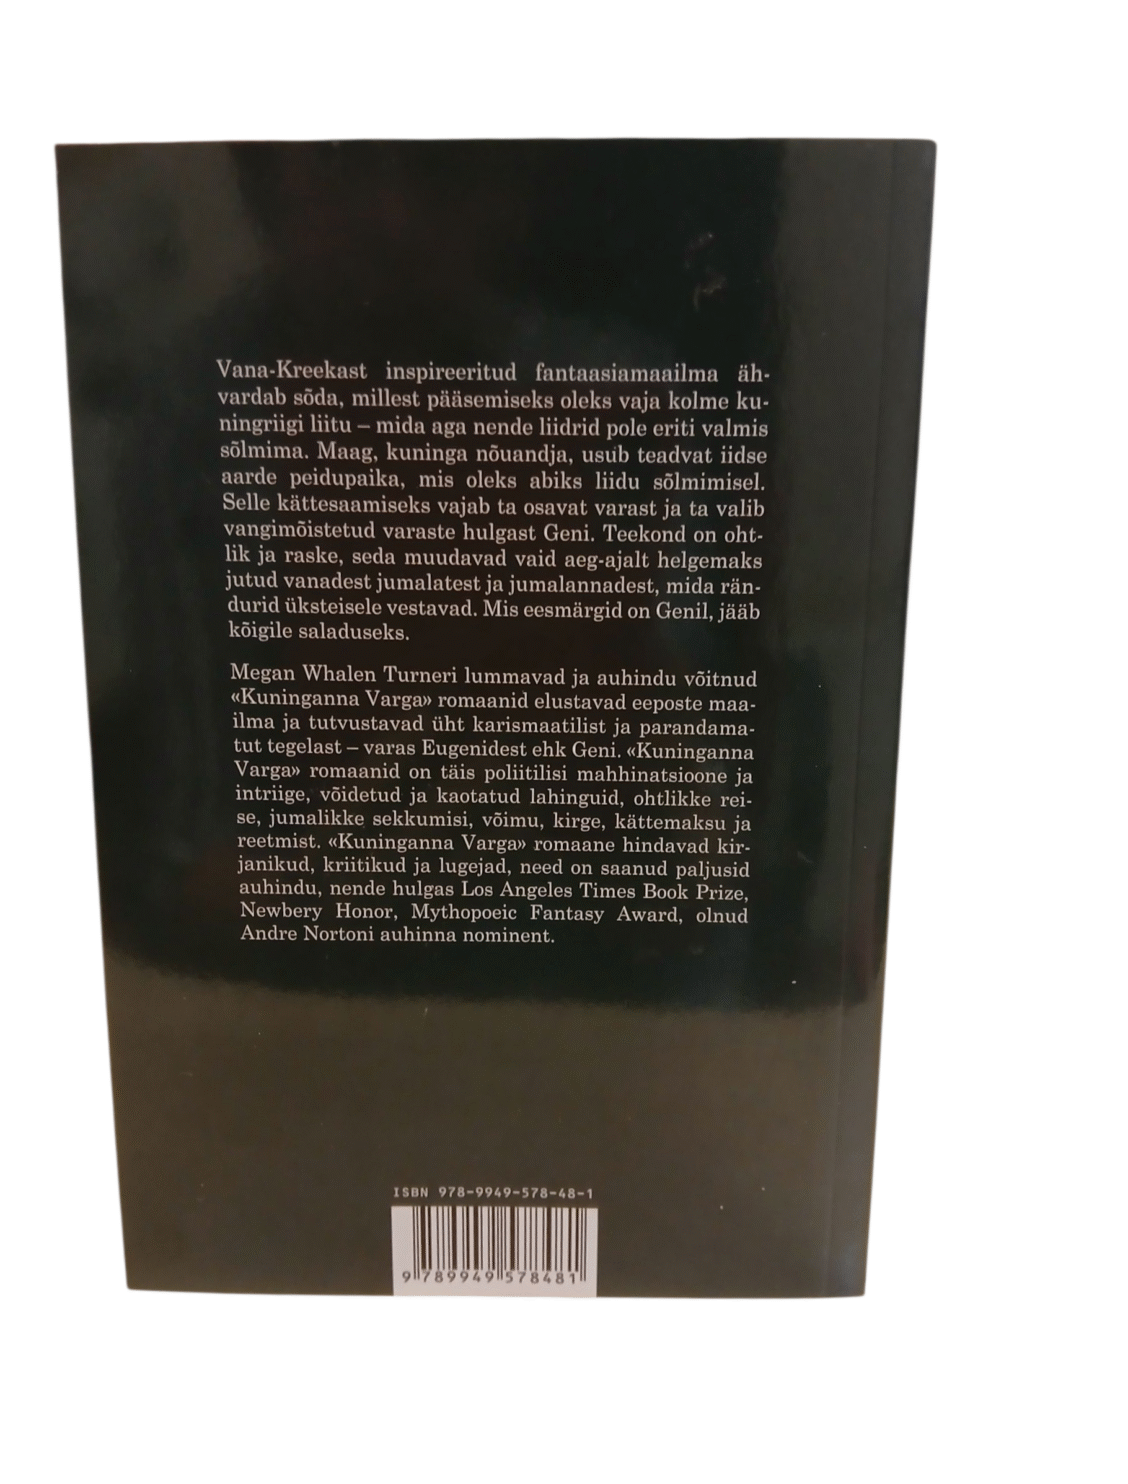 Vana-Kreekast inspireeritud fantaasiamaailma äh-
vardab sõda, millest pääsemiseks oleks vaja kolme ku-
ningriigi liitu – mida aga nende liidrid pole eriti valmis
sõlmima. Maag, kuninga nõuandja, usub teadvat iidse
aarde peidupaika, mis oleks abiks liidu sõlmimisel.
Selle kättesaamiseks vajab ta osavat varast ja ta valib
vangimõistetud varaste hulgast Geni. Teekond on oht-
lik ja raske, seda muudavad vaid aeg-ajalt helgemaks
jutud vanadest jumalatest ja jumalannadest, mida rän-
durid üksteisele vestavad. Mis eesmärgid on Genil, jääb
kõigile saladuseks.
Megan Whalen Turneri lummavad ja auhindu võitnud
«Kuninganna Varga» romaanid elustavad eeposte maa-
ilma ja tutvustavad üht karismaatilist ja parandama-
tut tegelast – varas Eugenidest ehk Geni. «Kuninganna
Varga» romaanid on täis poliitilisi mahhinatsioone ja
intriige, võidetud ja kaotatud lahinguid, ohtlikke rei-
se, jumalikke sekkumisi, võimu, kirge, kättemaksu ja
reetmist. «Kuninganna Varga» romaane hindavad kir-
janikud, kriitikud ja lugejad, need on saanud paljusid
auhindu, nende hulgas Los Angeles Times Book Prize,
Newbery Honor, Mythopoeic Fantasy Award, olnud
Andre Nortoni auhinna nominent.
ISBN 978-9949-578-48-1
9 789949 578481